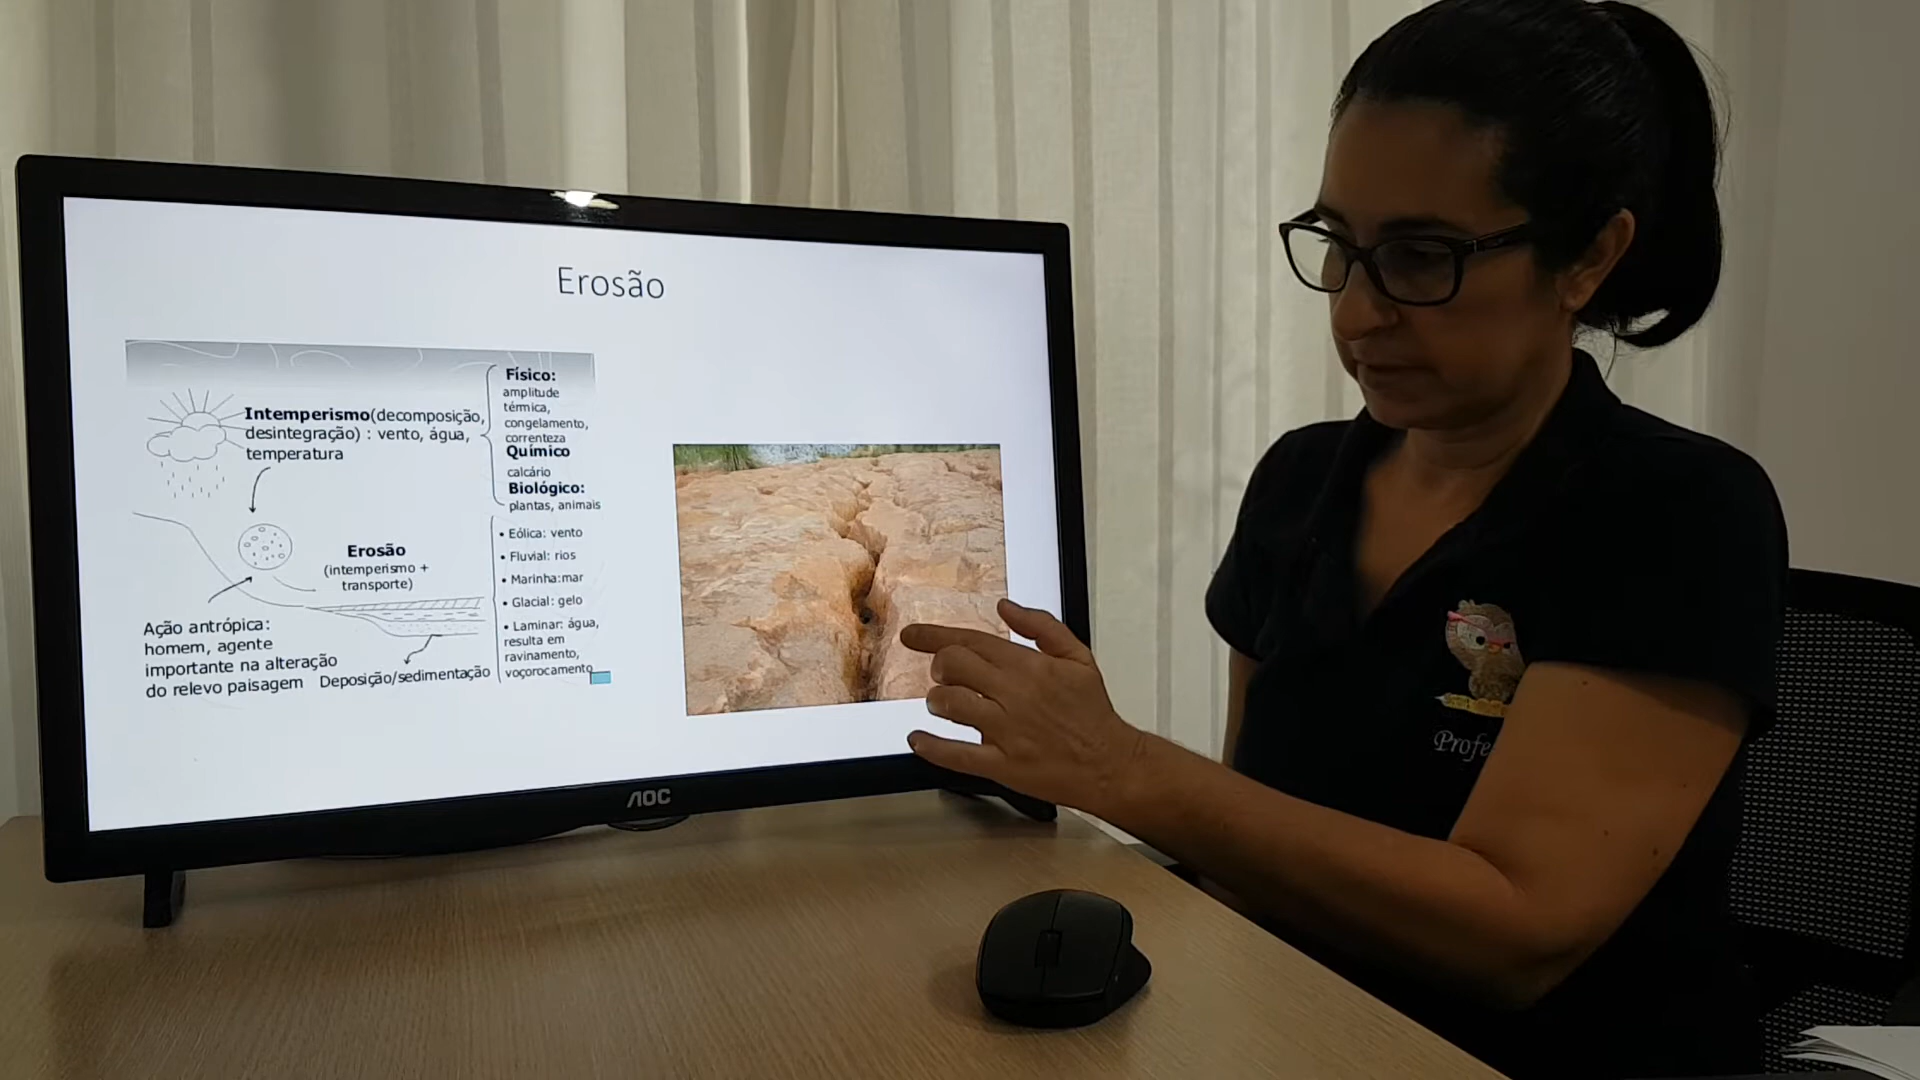 Erosão
Intemperismo(decomposição,
desintegração) : vento, água,
temperatura
Físico:
amplitude
térmica,
congelamento,
correnteza
Químico
calcário
Biológico:
plantas, animais
Erosão
(intemperismo +
transporte)
• Eólica: vento
• Fluvial: rios
• Marinha:mar
• Glacial: gelo
• Laminar: água,
resulta em
ravinamento,
voçorocamento
Ação antrópica:
homem, agente
importante na alteração
do relevo paisagem
Deposição/sedimentação
AOC